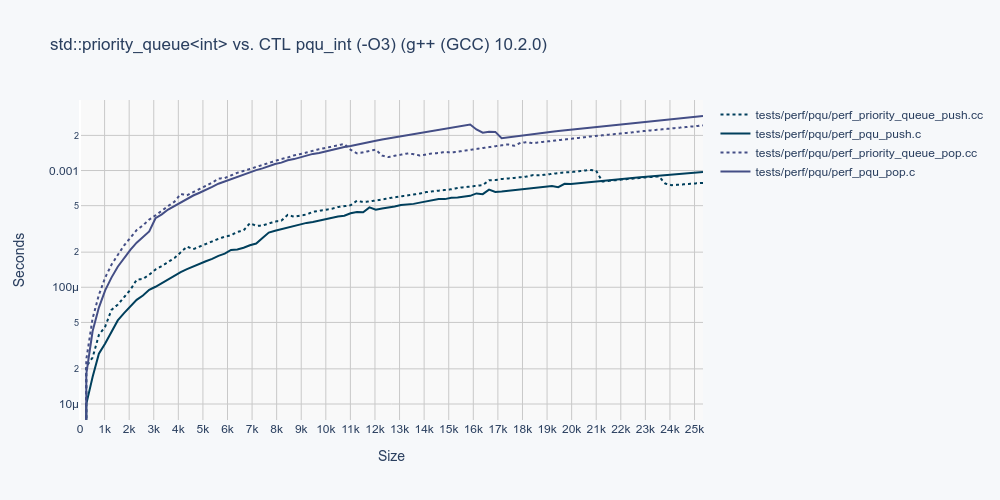 std::priority_queue<int> vs. CTL pqu_int (-O3) (g++ (GCC) 10.2.0)
tests/perf/pqu/perf_priority_queue_push.cc
tests/perf/pqu/perf_pqu_push.c
tests/perf/pqu/perf_priority_queue_pop.cc
tests/perf/pqu/perf_pqu_pop.c
Seconds
2
0.001
5
2
100μ
5
2
10μ
0 1k 2k 3k 4k 5k 6k 7k 8k 9k 10k 11k 12k 13k 14k 15k 16k 17k 18k 19k 20k 21k 22k 23k 24k 25k
Size